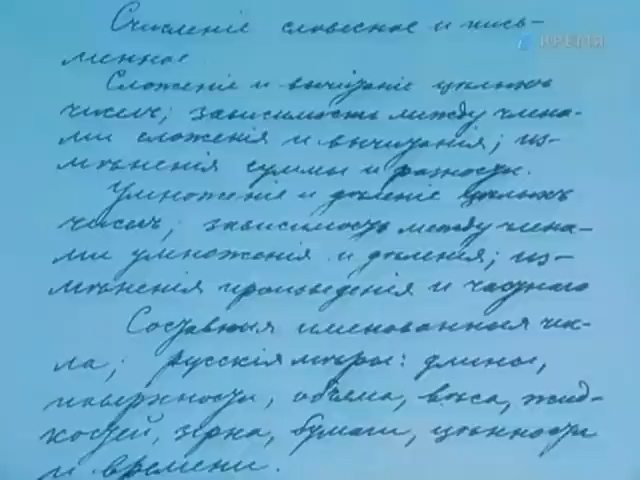 Счисленіе словесное и пись-
ВРЕМЯ
менное
Сложеніе и вычитаніе цѣлыхъ
чиселъ; зависимость между члена-
ми сложенія и вычитанія; из-
мѣненія суммы и разности.
Умноженіе и дѣленіе цѣлыхъ
чиселъ; зависимость между члена-
ми умноженія и дѣленія; из-
мѣненія произведенія и частнаго
Составныя именованныя чис-
ла; русскія мѣры: длины,
поверхности, объема, вѣса, жид-
костей, зерна, бумаги, цѣнности
и времени.